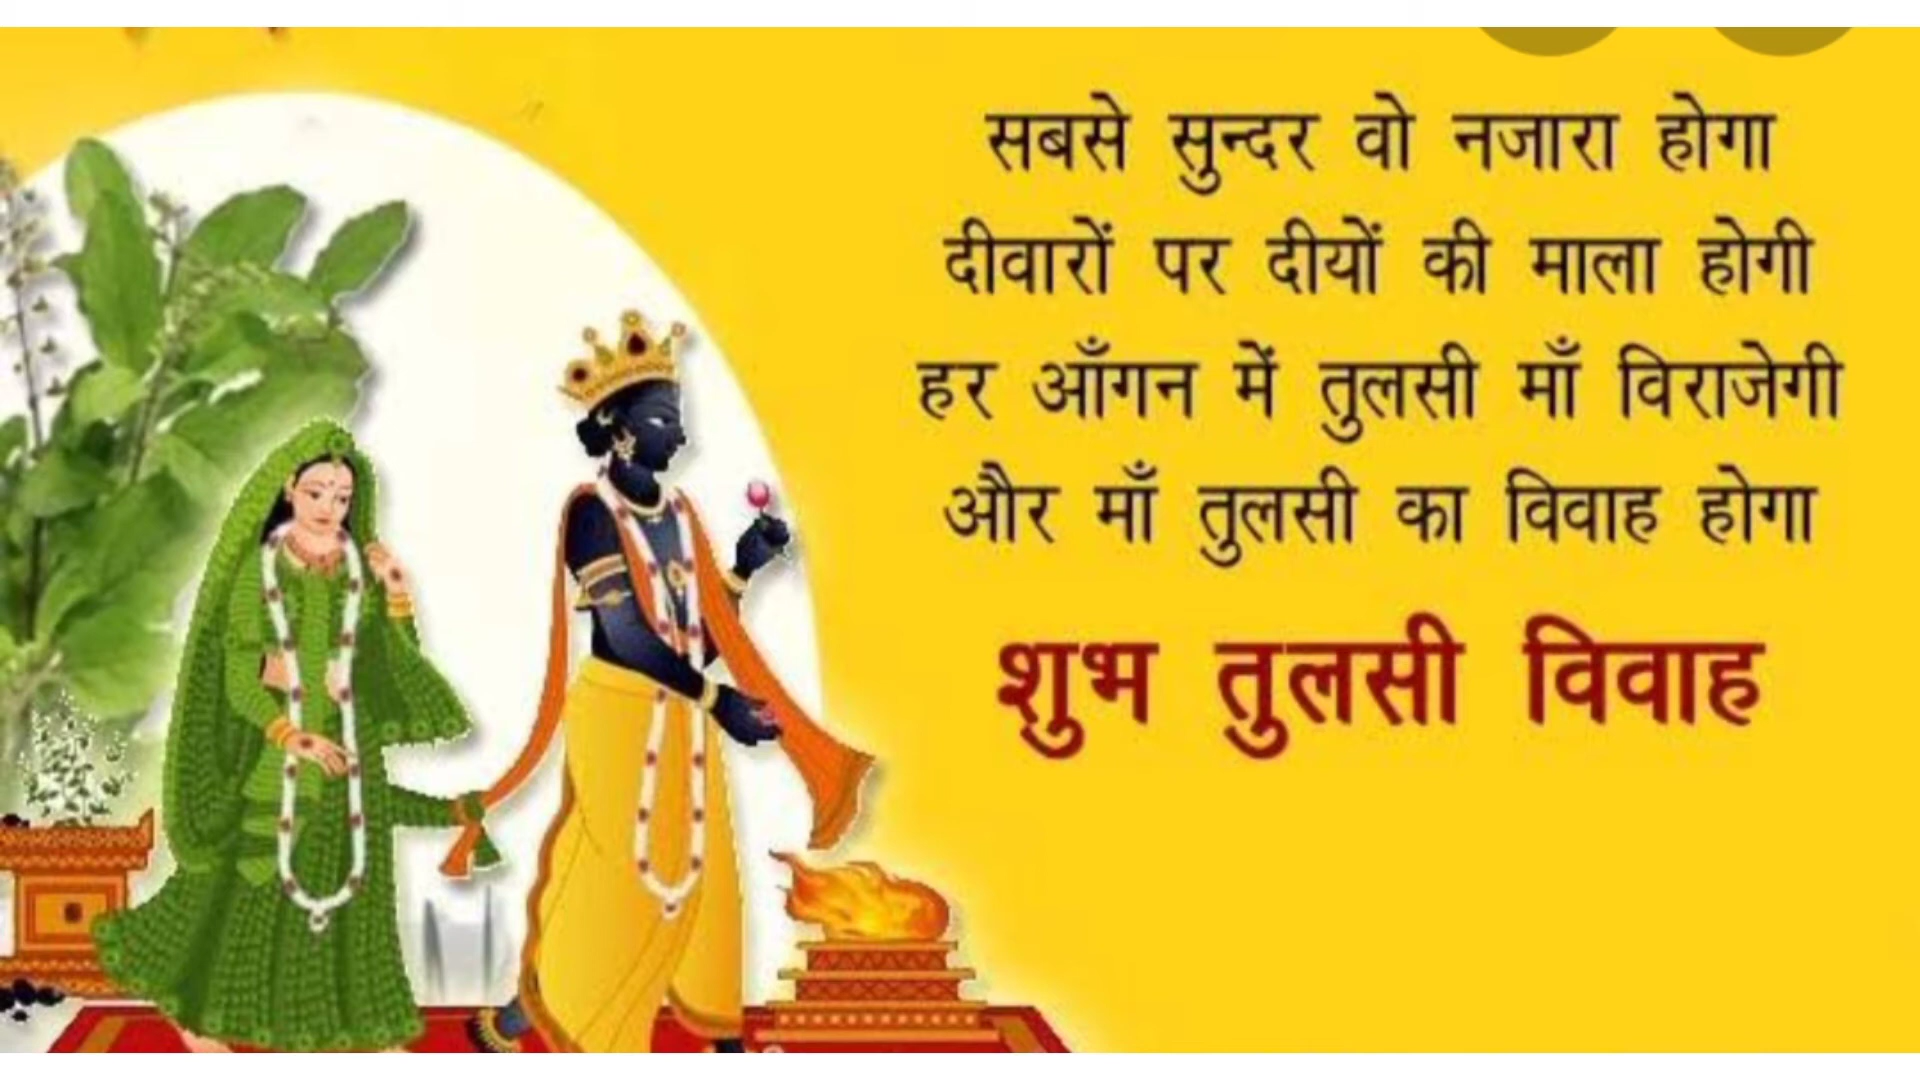 सबसे सुन्दर वो नजारा होगा
दीवारों पर दीयों की माला होगी
हर आँगन में तुलसी माँ विराजेगी
और माँ तुलसी का विवाह होगा
शुभ तुलसी विवाह